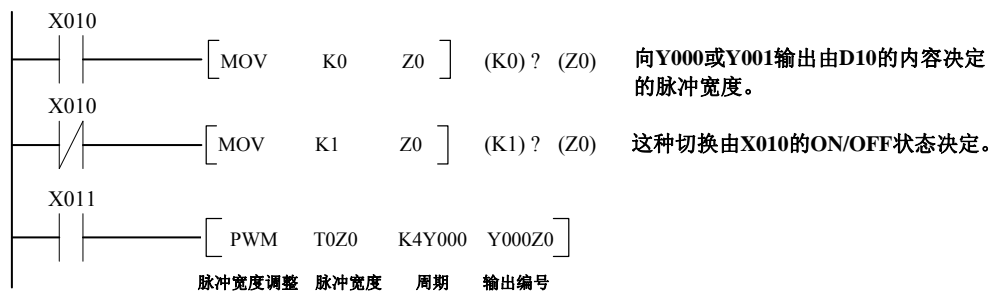 X010
MOV K0 Z0 (K0) ? (Z0) 向Y000或Y001输出由D10的内容决定
的脉冲宽度。
X010
MOV K1 Z0 (K1) ? (Z0) 这种切换由X010的ON/OFF状态决定。
X011
PWM T0Z0 K4Y000 Y000Z0
脉冲宽度调整 脉冲宽度 周期 输出编号